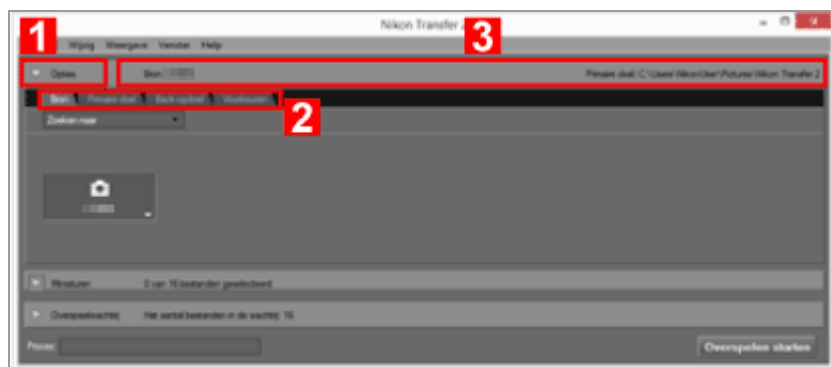 Nikon Transfer 2
1 Wijzig Weergave Venster Help 3
Opties Bron: Primaire doel: C:\Users\NikonUser\Pictures\Nikon Transfer 2
Bron Primaire doel Back-updoel Voorkeuren 2
Zoeken naar
Miniaturen 0 van 16 bestanden geselecteerd
Overspeelwachtrij Het aantal bestanden in de wachtrij: 16
Proces: Overspelen starten